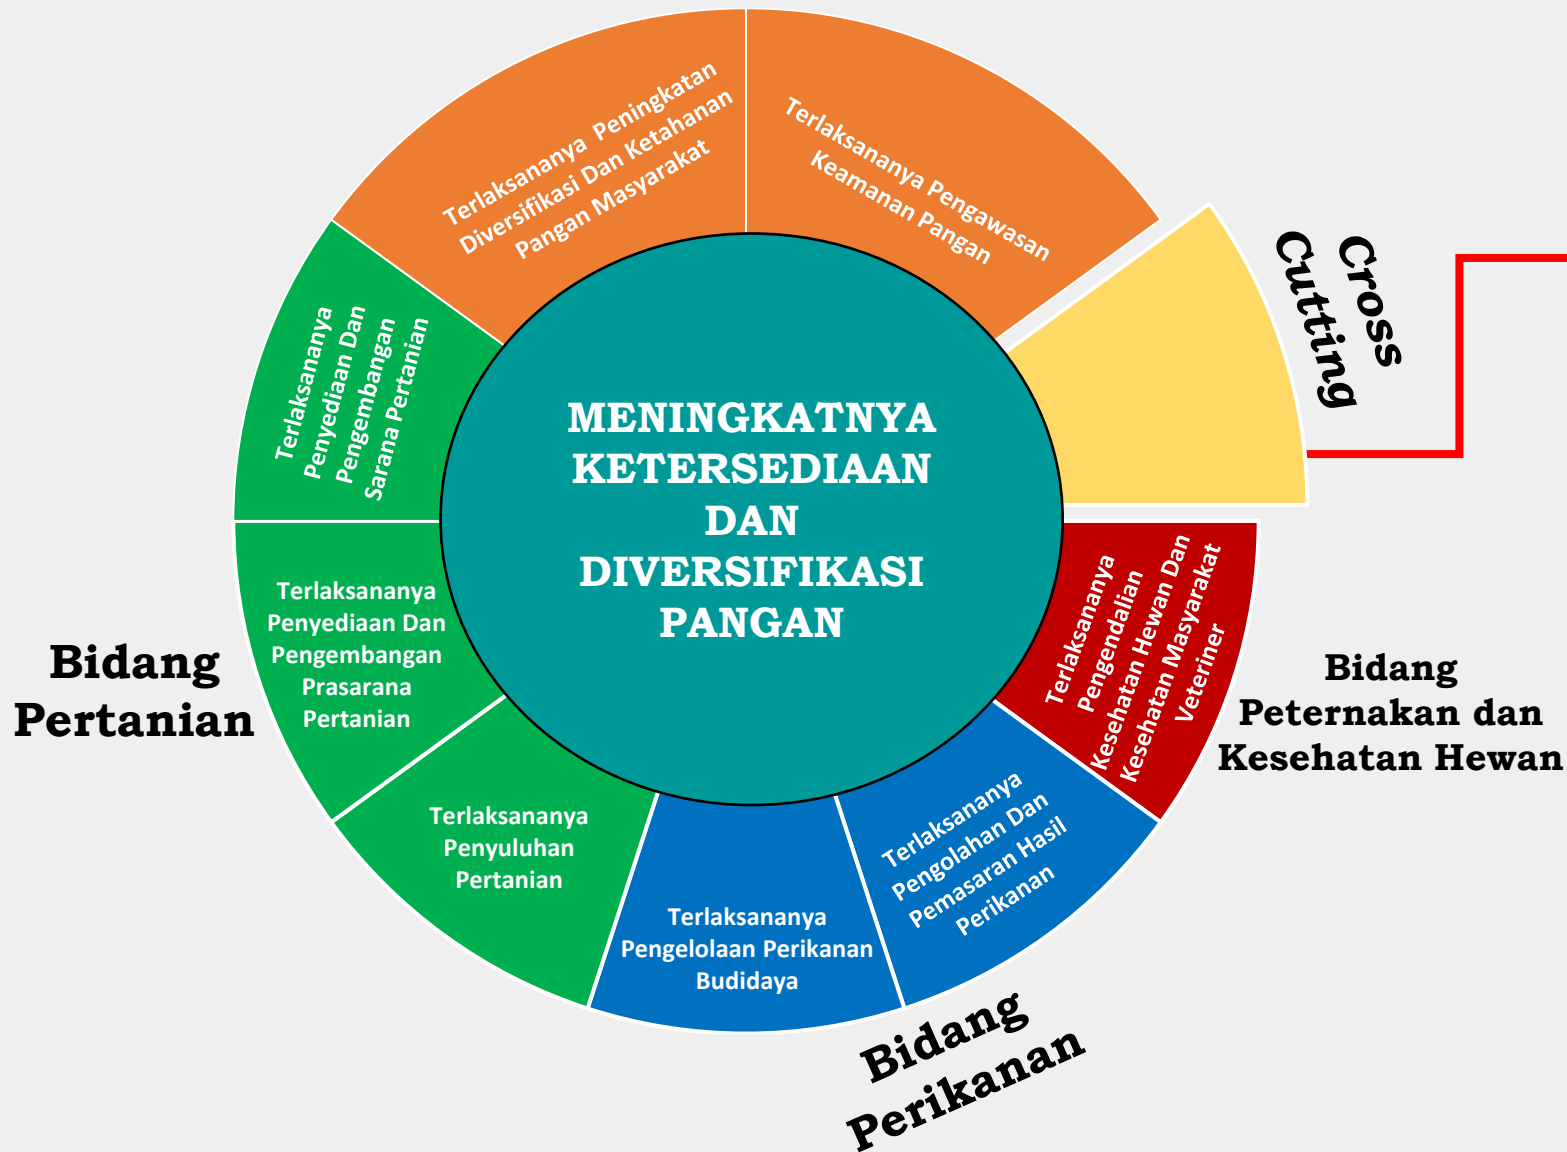 MENINGKATNYA
KETERSEDIAAN
DAN
DIVERSIFIKASI
PANGAN
Terlaksananya Peningkatan
Diversifikasi Dan Ketahanan
Pangan Masyarakat
Terlaksananya Pengawasan
Keamanan Pangan
Cross
Cutting
Terlaksananya
Pengendalian
Kesehatan Hewan Dan
Kesehatan Masyarakat
Veteriner
Bidang
Peternakan dan
Kesehatan Hewan
Terlaksananya
Pengolahan Dan
Pemasaran Hasil
Perikanan
Terlaksananya
Pengelolaan Perikanan
Budidaya
Bidang
Perikanan
Terlaksananya
Penyuluhan
Pertanian
Terlaksananya
Penyediaan Dan
Pengembangan
Prasarana
Pertanian
Bidang
Pertanian
Terlaksananya
Penyediaan Dan
Pengembangan
Sarana Pertanian